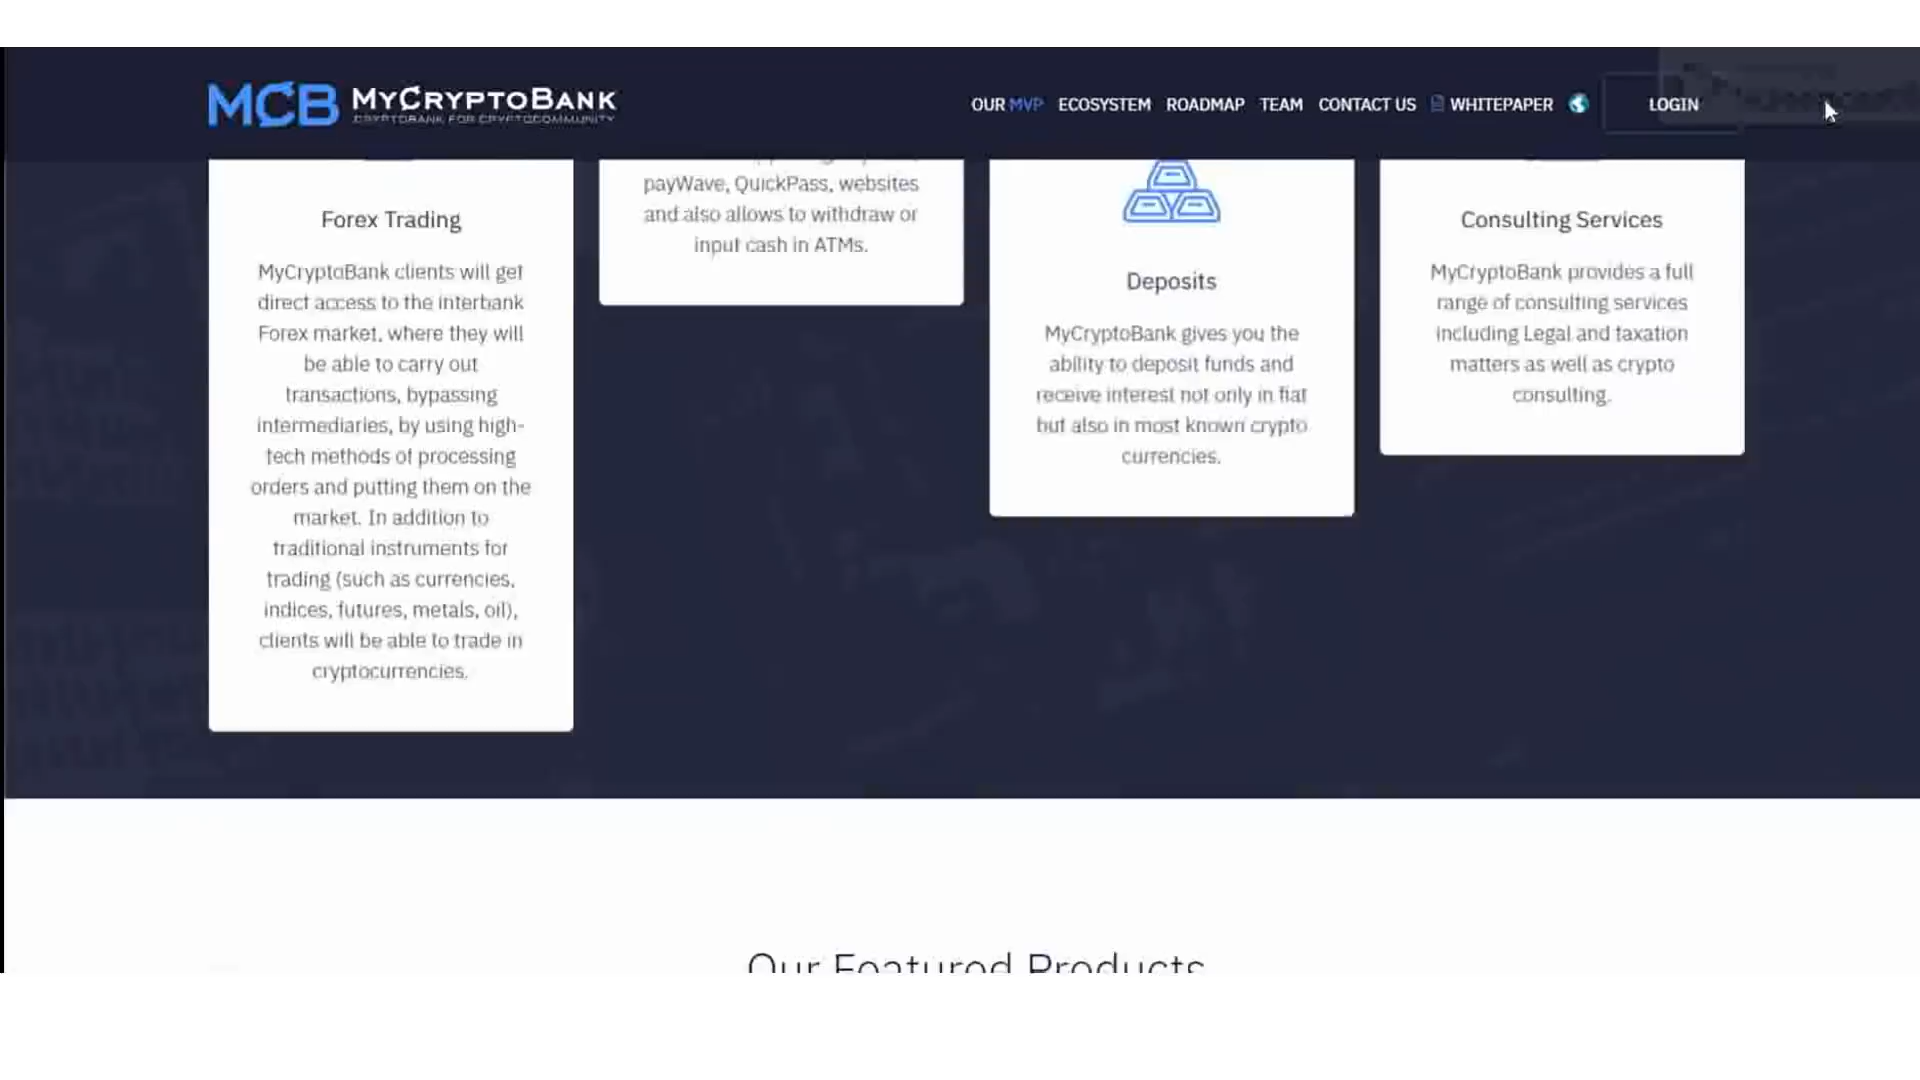 MCB MYCRYPTOBANK
CRYPTOBANK FOR CRYPTOCOMMUNITY
OUR MVP ECOSYSTEM ROADMAP TEAM CONTACT US WHITEPAPER LOGIN
Forex Trading
MyCryptoBank clients will get
direct access to the interbank
Forex market, where they will
be able to carry out
transactions, bypassing
intermediaries, by using high-
tech methods of processing
orders and putting them on the
market. In addition to
traditional instruments for
trading (such as currencies,
indices, futures, metals, oil),
clients will be able to trade in
cryptocurrencies.
payWave, QuickPass, websites
and also allows to withdraw or
input cash in ATMs.
Deposits
MyCryptoBank gives you the
ability to deposit funds and
receive interest not only in fiat
but also in most known crypto
currencies.
Consulting Services
MyCryptoBank provides a full
range of consulting services
including Legal and taxation
matters as well as crypto
consulting.
Our Featured Products